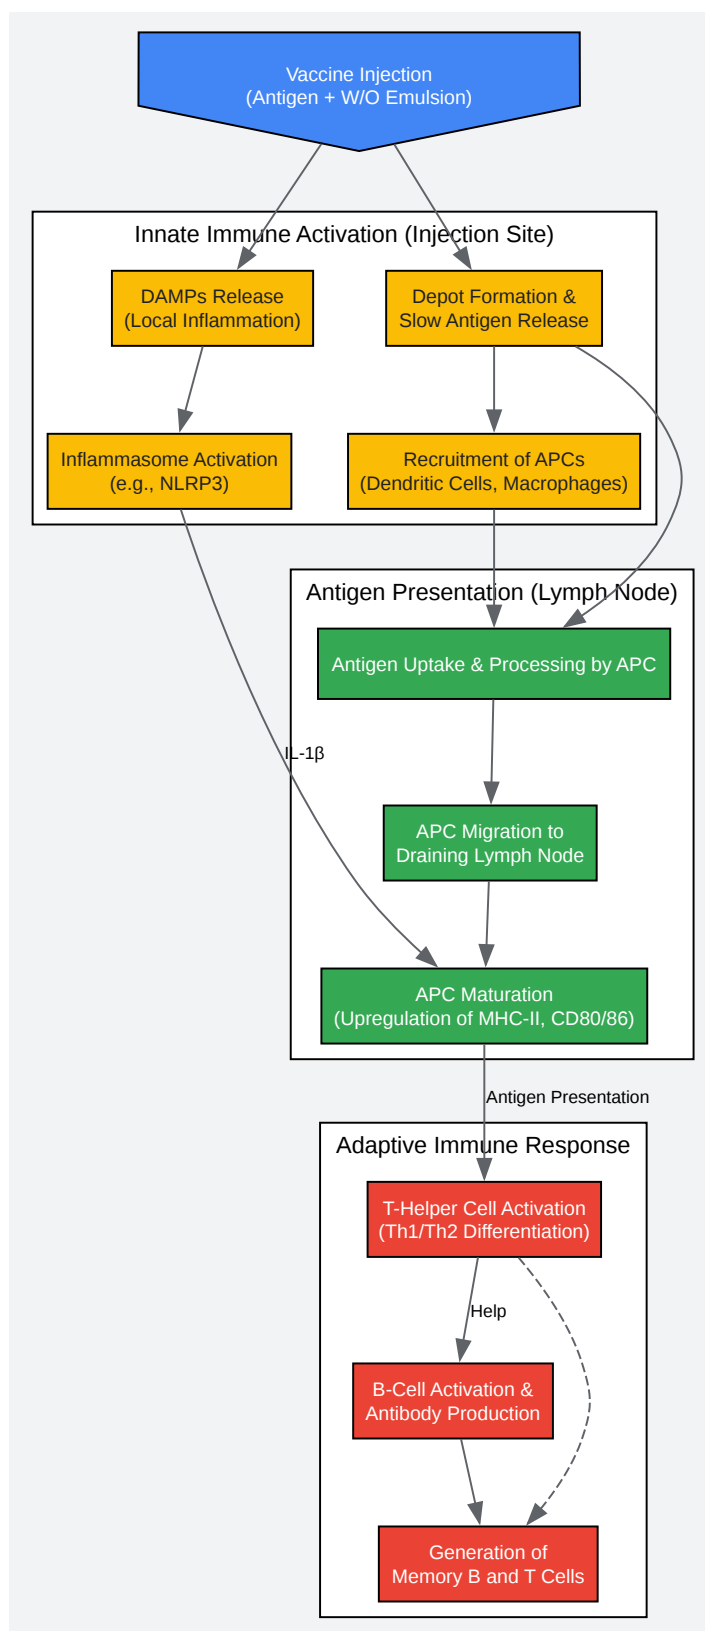 Vaccine Injection
(Antigen + W/O Emulsion)
Innate Immune Activation (Injection Site)
DAMPs Release
(Local Inflammation)
Depot Formation &
Slow Antigen Release
Inflammasome Activation
(e.g., NLRP3)
Recruitment of APCs
(Dendritic Cells, Macrophages)
Antigen Presentation (Lymph Node)
Antigen Uptake & Processing by APC
IL-1β
APC Migration to
Draining Lymph Node
APC Maturation
(Upregulation of MHC-II, CD80/86)
Antigen Presentation
Adaptive Immune Response
T-Helper Cell Activation
(Th1/Th2 Differentiation)
Help
B-Cell Activation &
Antibody Production
Generation of
Memory B and T Cells